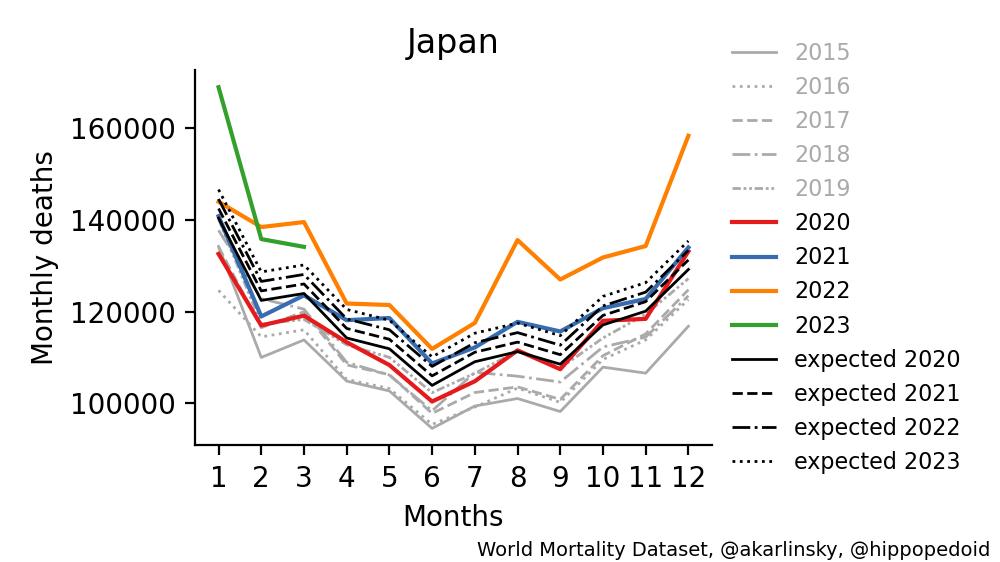 Japan
Monthly deaths
160000
140000
120000
100000
1 2 3 4 5 6 7 8 9 10 11 12
Months
2015
2016
2017
2018
2019
2020
2021
2022
2023
expected 2020
expected 2021
expected 2022
expected 2023
World Mortality Dataset, @akarlinsky, @hippopedoid